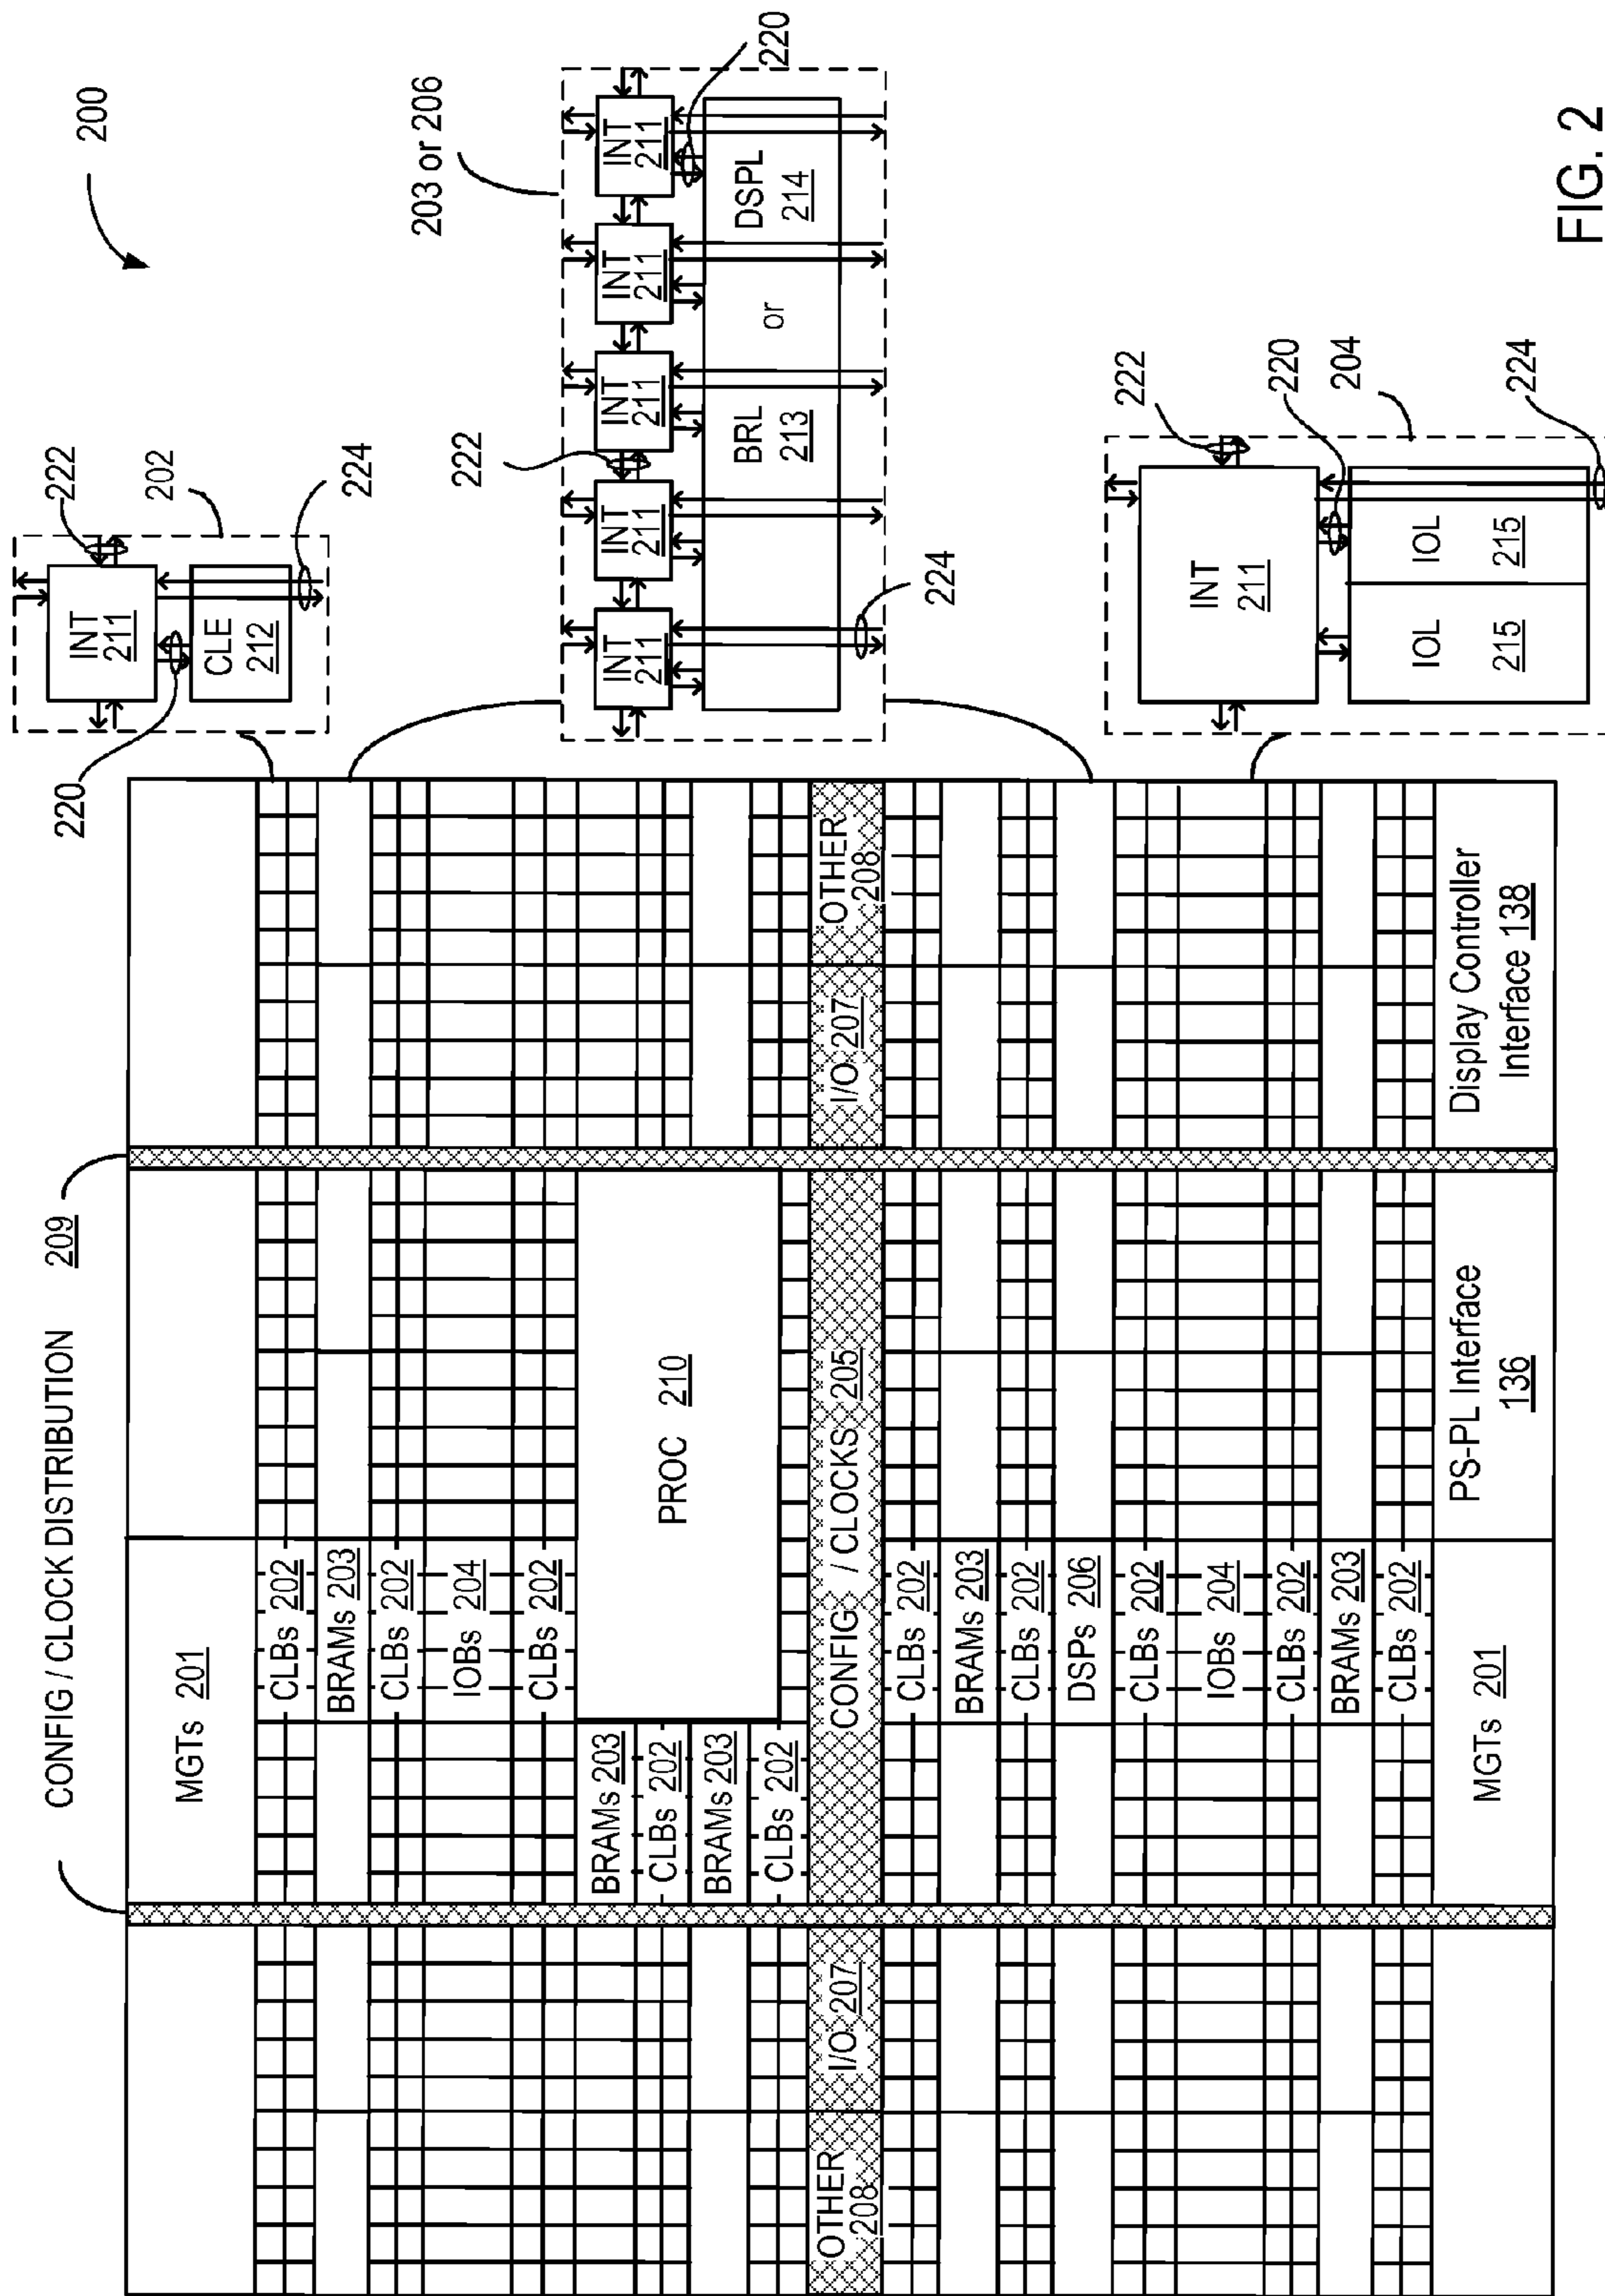 200
CONFIG / CLOCK DISTRIBUTION 209
MGTs 201
CLBs 202
BRAMs 203
CLBs 202
IOBs 204
CLBs 202
BRAMs 203
CLBs 202
BRAMs 203
CLBs 202
PROC 210
OTHER 208
I/O 207
CONFIG / CLOCKS 205
I/O 207
OTHER 208
CLBs 202
BRAMs 203
CLBs 202
DSPs 206
CLBs 202
IOBs 204
CLBs 202
BRAMs 203
CLBs 202
MGTs 201
PS-PL Interface
136
Display Controller
Interface 138
220
INT
211
CLE
212
222
202
224
203 or 206
INT
211
INT
211
INT
211
INT
211
INT
211
222
220
BRL
213
or
DSPL
214
224
INT
211
IOL
215
IOL
215
222
220
204
224
FIG. 2